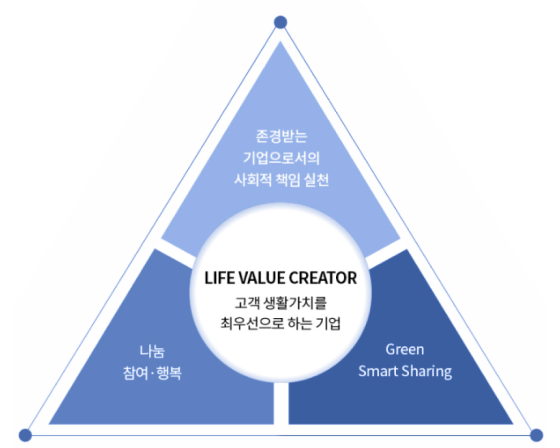 존경받는
기업으로서의
사회적 책임 실천
LIFE VALUE CREATOR
고객 생활가치를
최우선으로 하는 기업
나눔
참여·행복
Green
Smart Sharing